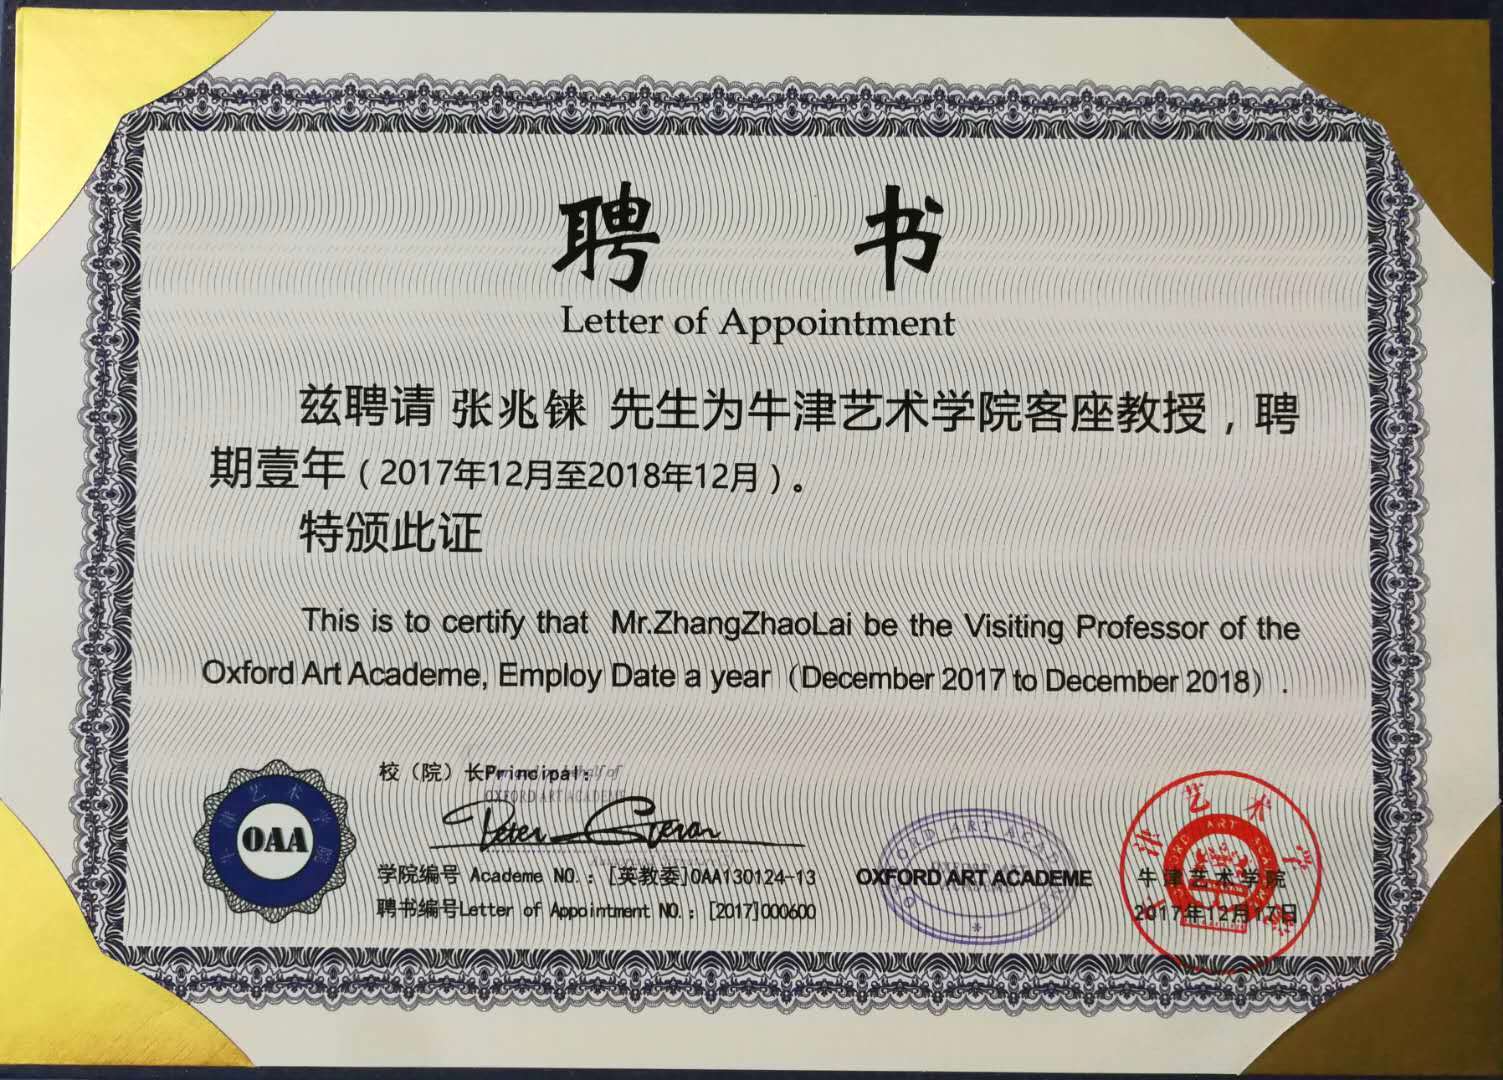 聘 书
Letter of Appointment
兹聘请 张兆铼 先生为牛津艺术学院客座教授，聘
期壹年（2017年12月至2018年12月）。
特颁此证
This is to certify that Mr.ZhangZhaoLai be the Visiting Professor of the
Oxford Art Academe, Employ Date a year（December 2017 to December 2018）.
校（院）长Principal：
OXFORD ART ACADEME
Peter
OAA
学院编号 Academe NO.：[英教委]OAA130124-13
聘书编号Letter of Appointment NO.：[2017]000600
OXFORD ART ACADEME
牛津艺术学院
2017年12月17日